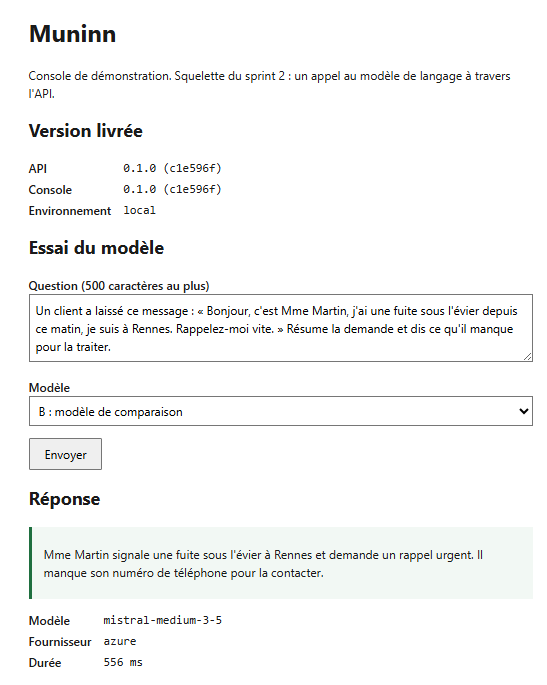 Muninn
Console de démonstration. Squelette du sprint 2 : un appel au modèle de langage à travers
l'API.
Version livrée
API 0.1.0 (c1e596f)
Console 0.1.0 (c1e596f)
Environnement local
Essai du modèle
Question (500 caractères au plus)
Un client a laissé ce message : « Bonjour, c'est Mme Martin, j'ai une fuite sous l'évier depuis
ce matin, je suis à Rennes. Rappelez-moi vite. » Résume la demande et dis ce qu'il manque
pour la traiter.
Modèle
B : modèle de comparaison
Envoyer
Réponse
Mme Martin signale une fuite sous l'évier à Rennes et demande un rappel urgent. Il
manque son numéro de téléphone pour la contacter.
Modèle mistral-medium-3-5
Fournisseur azure
Durée 556 ms